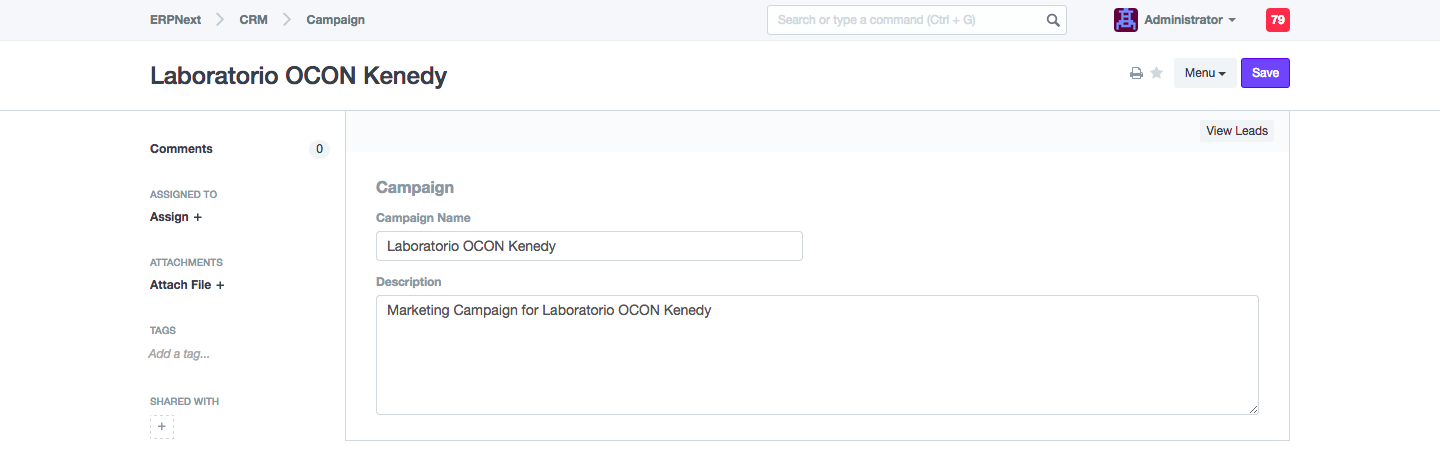 ERPNext CRM Campaign Search or type a command (Ctrl + G) Administrator 79
Laboratorio OCON Kenedy Menu Save
Comments 0 View Leads
ASSIGNED TO
Assign +
ATTACHMENTS
Attach File +
TAGS
Add a tag...
SHARED WITH
+
Campaign
Campaign Name
Laboratorio OCON Kenedy
Description
Marketing Campaign for Laboratorio OCON Kenedy